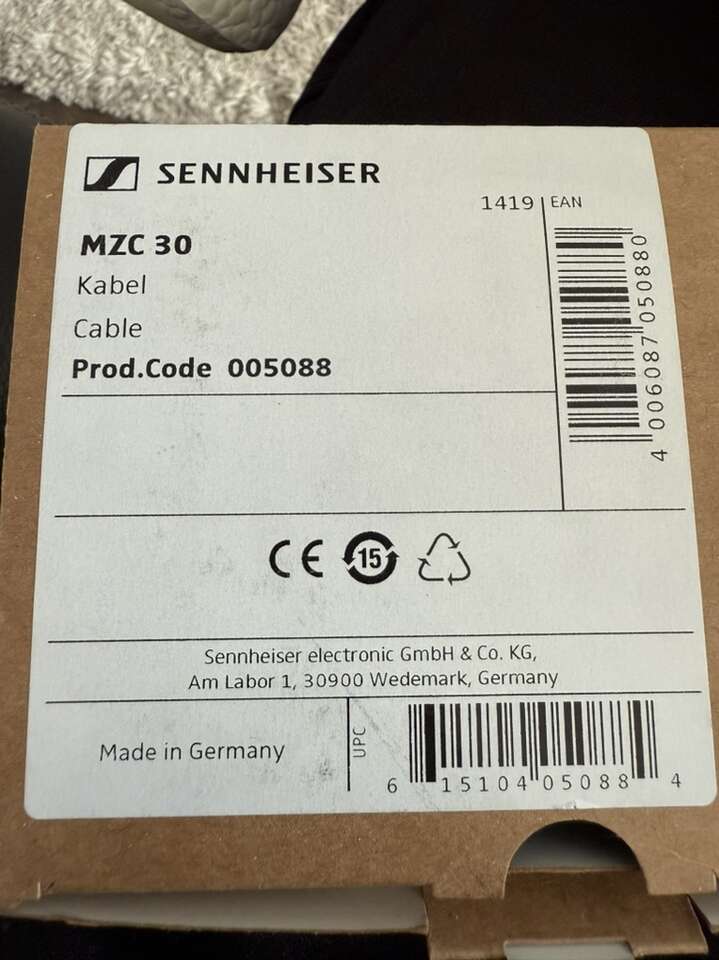 SENNHEISER
1419 EAN
MZC 30
Kabel
Cable
Prod.Code 005088
4 006087 050880
CE 15
Sennheiser electronic GmbH & Co. KG,
Am Labor 1, 30900 Wedemark, Germany
Made in Germany
UPC
6 15104 05088 4